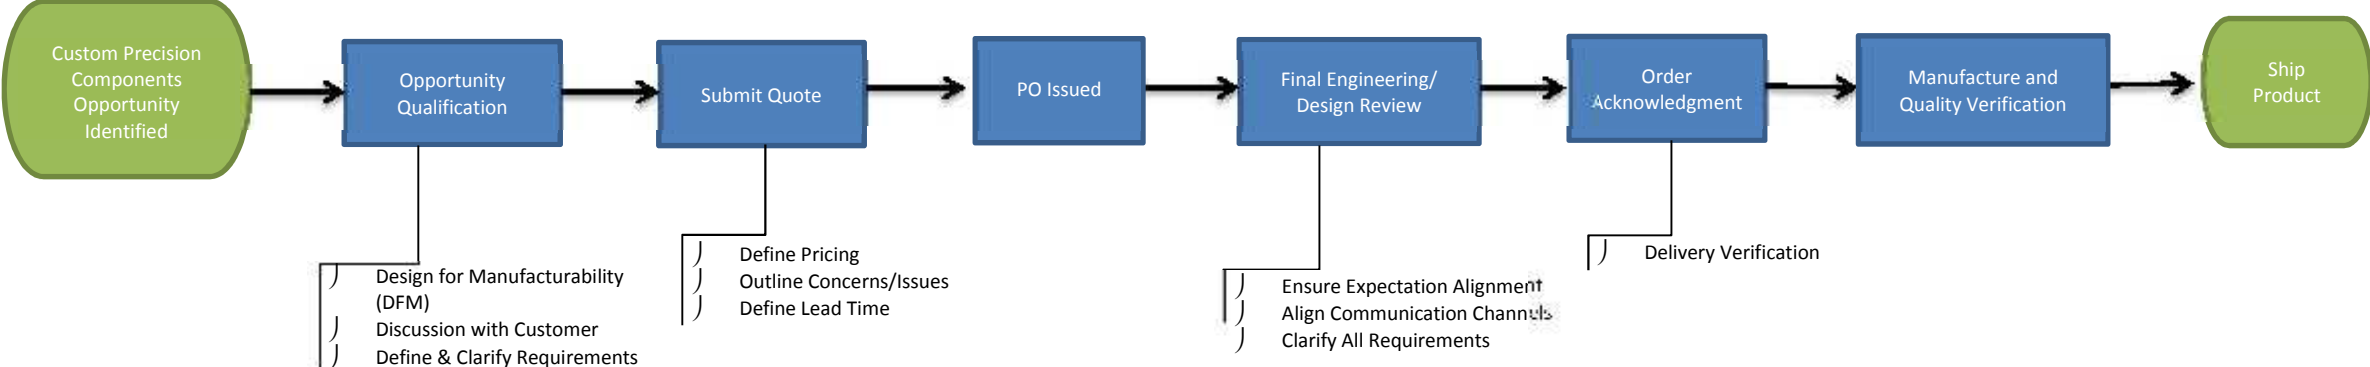 Custom Precision
Components
Opportunity
Identified
Opportunity
Qualification
Submit Quote
PO Issued
Final Engineering/
Design Review
Order
Acknowledgment
Manufacture and
Quality Verification
Ship
Product
Design for Manufacturability
(DFM)
Discussion with Customer
Define & Clarify Requirements
Define Pricing
Outline Concerns/Issues
Define Lead Time
Ensure Expectation Alignment
Align Communication Channels
Clarify All Requirements
Delivery Verification